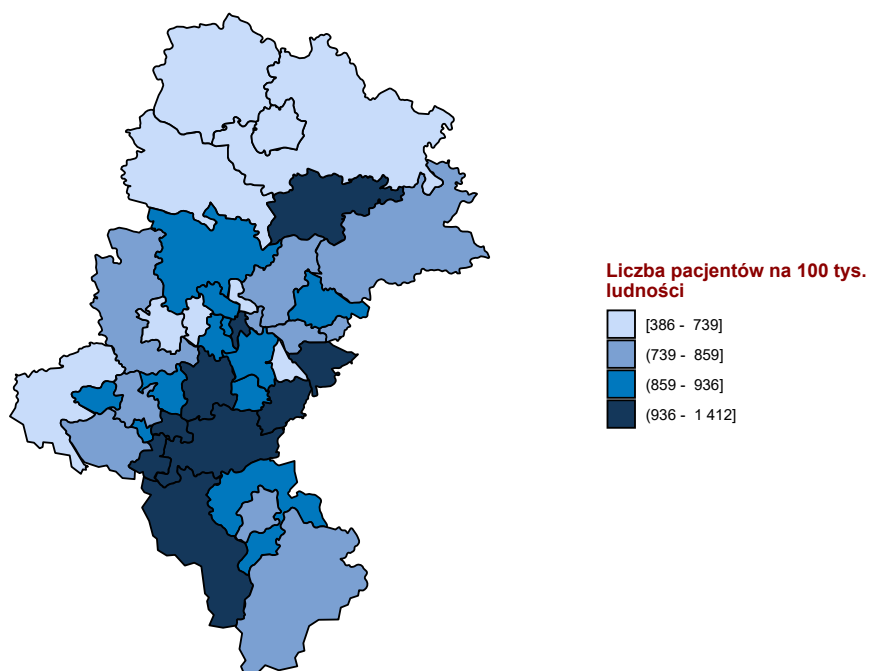 Liczba pacjentów na 100 tys.
ludności
[386 - 739]
(739 - 859]
(859 - 936]
(936 - 1 412]